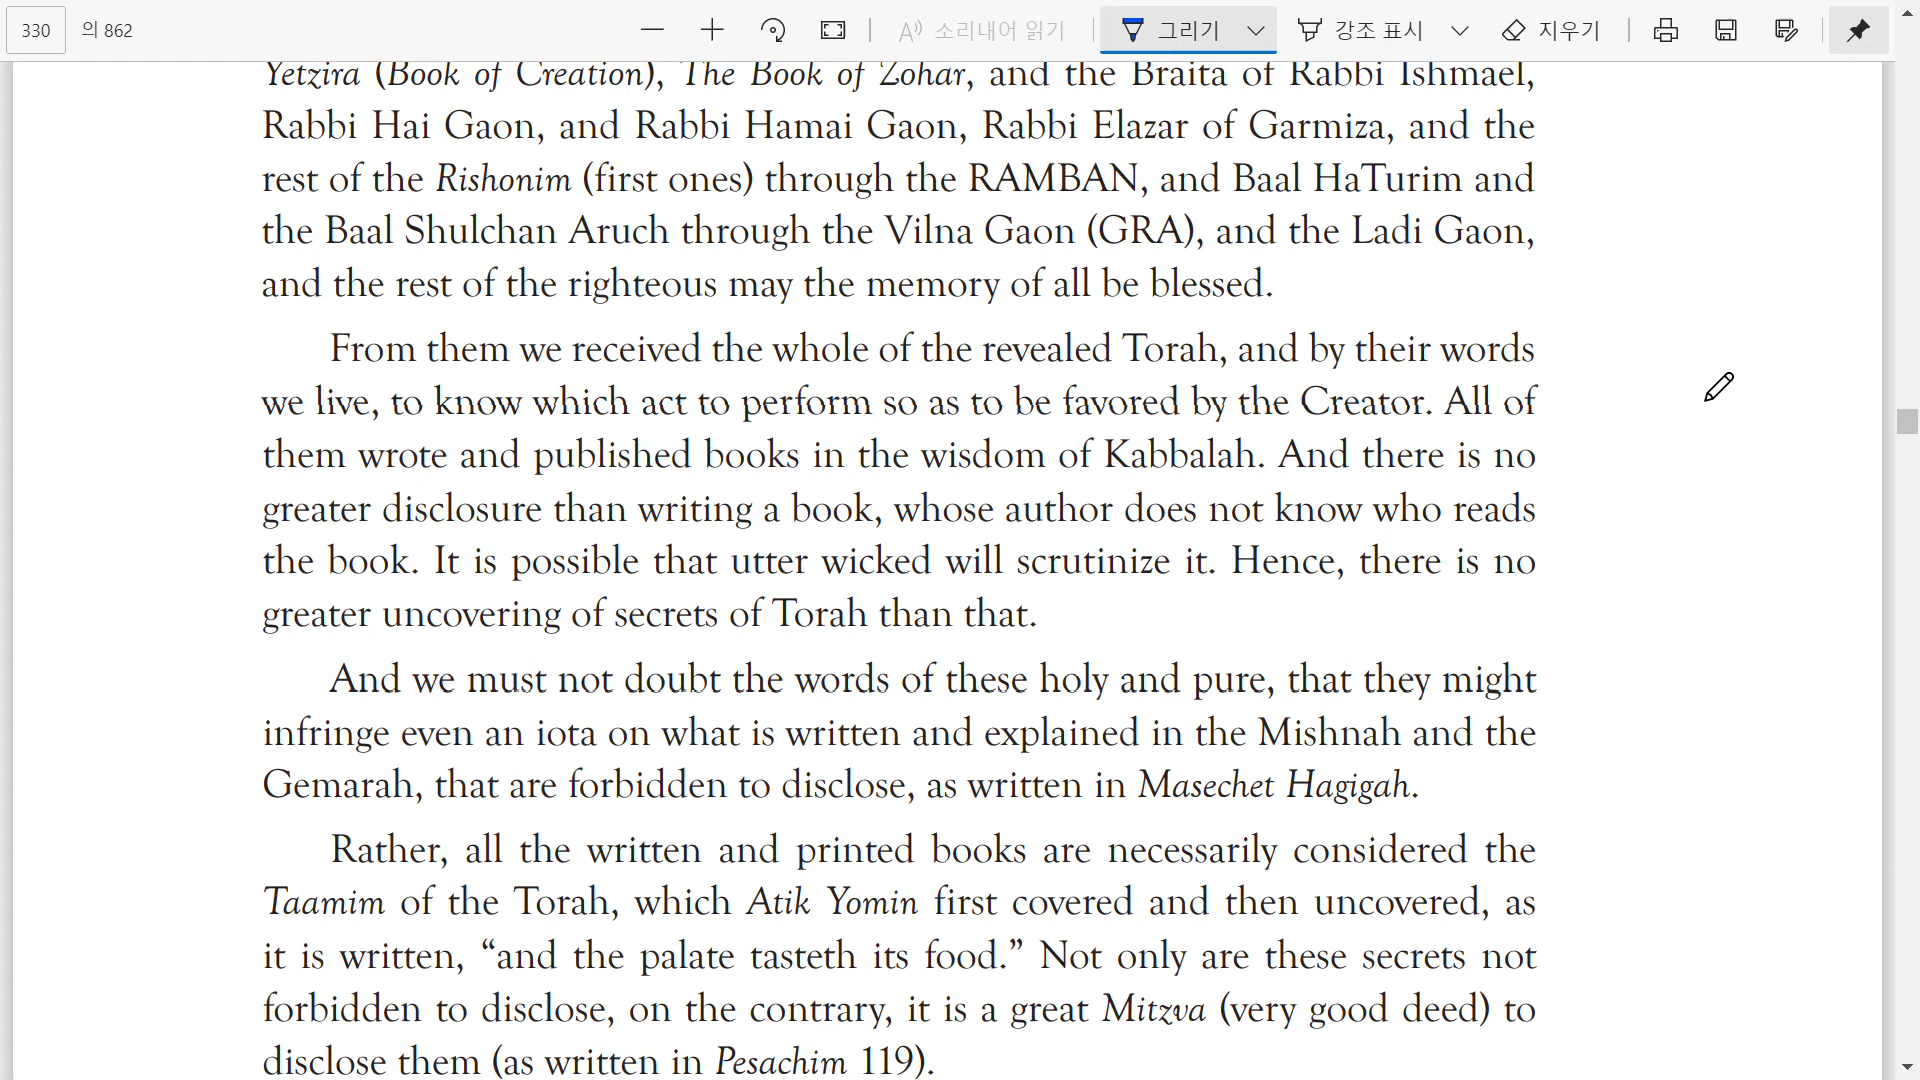 330 의 862 소리내어 읽기 그리기 강조 표시 지우기
Yetzira (Book of Creation), The Book of Zohar, and the Braita of Rabbi Ishmael,
Rabbi Hai Gaon, and Rabbi Hamai Gaon, Rabbi Elazar of Garmiza, and the
rest of the Rishonim (first ones) through the RAMBAN, and Baal HaTurim and
the Baal Shulchan Aruch through the Vilna Gaon (GRA), and the Ladi Gaon,
and the rest of the righteous may the memory of all be blessed.
From them we received the whole of the revealed Torah, and by their words
we live, to know which act to perform so as to be favored by the Creator. All of
them wrote and published books in the wisdom of Kabbalah. And there is no
greater disclosure than writing a book, whose author does not know who reads
the book. It is possible that utter wicked will scrutinize it. Hence, there is no
greater uncovering of secrets of Torah than that.
And we must not doubt the words of these holy and pure, that they might
infringe even an iota on what is written and explained in the Mishnah and the
Gemarah, that are forbidden to disclose, as written in Masechet Hagigah.
Rather, all the written and printed books are necessarily considered the
Taamim of the Torah, which Atik Yomin first covered and then uncovered, as
it is written, “and the palate tasteth its food.” Not only are these secrets not
forbidden to disclose, on the contrary, it is a great Mitzva (very good deed) to
disclose them (as written in Pesachim 119).